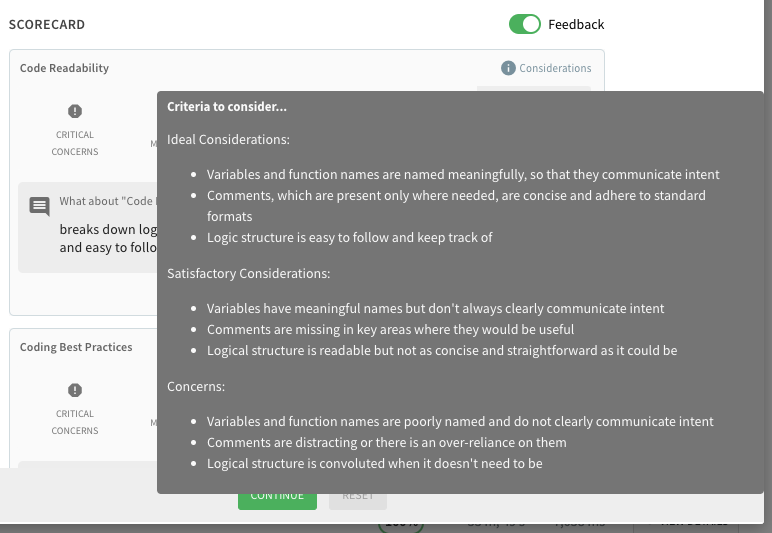 SCORECARD
Feedback
Code Readability
Considerations
CRITICAL
CONCERNS
What about "Code
breaks down log
and easy to follo
Criteria to consider...
Ideal Considerations:
Variables and function names are named meaningfully, so that they communicate intent
Comments, which are present only where needed, are concise and adhere to standard
formats
Logic structure is easy to follow and keep track of
Satisfactory Considerations:
Variables have meaningful names but don't always clearly communicate intent
Comments are missing in key areas where they would be useful
Logical structure is readable but not as concise and straightforward as it could be
Concerns:
Variables and function names are poorly named and do not clearly communicate intent
Comments are distracting or there is an over-reliance on them
Logical structure is convoluted when it doesn't need to be
Coding Best Practices
CRITICAL
CONCERNS
CONTINUE
RESET